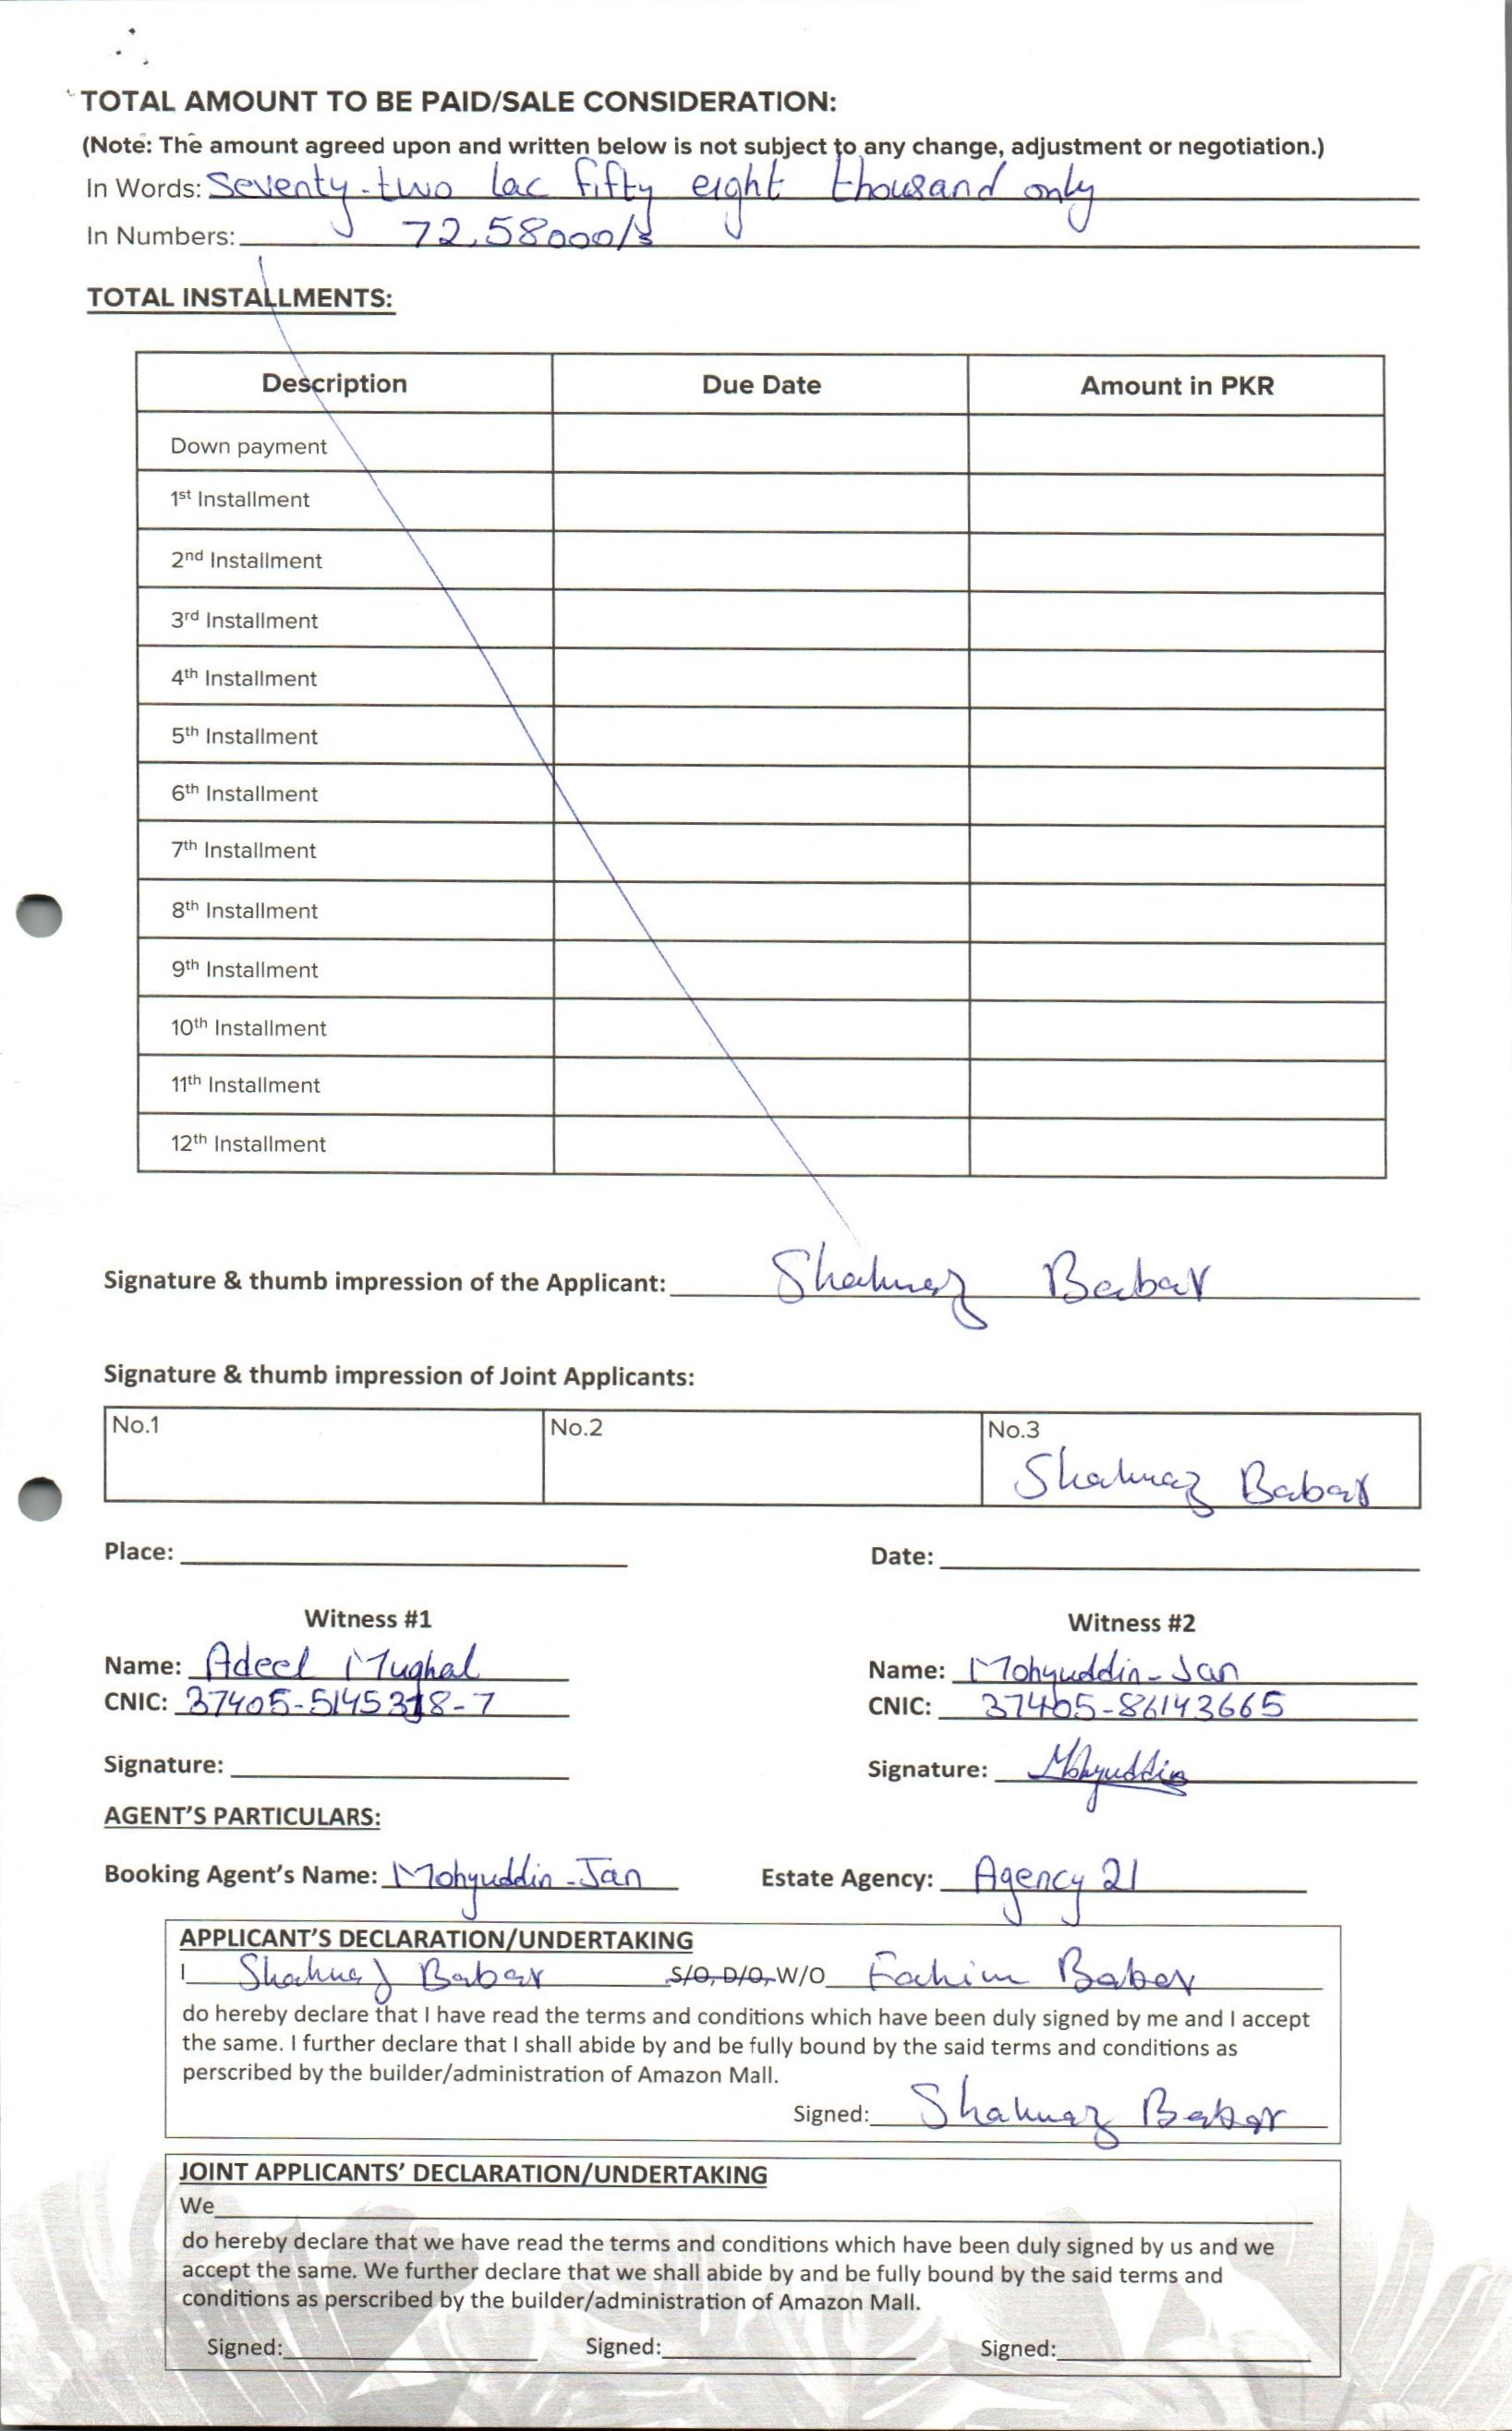 TOTAL AMOUNT TO BE PAID/SALE CONSIDERATION:
(Note: The amount agreed upon and written below is not subject to any change, adjustment or negotiation.)
In Words: Seventy-two lac fifty eight thousand only
In Numbers: 72,58000/
TOTAL INSTALLMENTS:
Description Due Date Amount in PKR
Down payment
1st Installment
2nd Installment
3rd Installment
4th Installment
5th Installment
6th Installment
7th Installment
8th Installment
9th Installment
10th Installment
11th Installment
12th Installment
Signature & thumb impression of the Applicant: Shahnaz Babar
Signature & thumb impression of Joint Applicants:
No.1 No.2 No.3
Shahnaz Babar
Place: Date:
Witness #1 Witness #2
Name: Adeel Mughal Name: Mohyuddin-Jan
CNIC: 37405-5145318-7 CNIC: 37405-86143665
Signature: Signature: Mohyuddin
AGENT'S PARTICULARS:
Booking Agent's Name: Mohyuddin-Jan Estate Agency: Agency 21
APPLICANT'S DECLARATION/UNDERTAKING
I Shahnaz Babar S/O, D/O, W/O Fahim Babar
do hereby declare that I have read the terms and conditions which have been duly signed by me and I accept
the same. I further declare that I shall abide by and be fully bound by the said terms and conditions as
perscribed by the builder/administration of Amazon Mall.
Signed: Shahnaz Babar
JOINT APPLICANTS' DECLARATION/UNDERTAKING
We
do hereby declare that we have read the terms and conditions which have been duly signed by us and we
accept the same. We further declare that we shall abide by and be fully bound by the said terms and
conditions as perscribed by the builder/administration of Amazon Mall.
Signed: Signed: Signed: